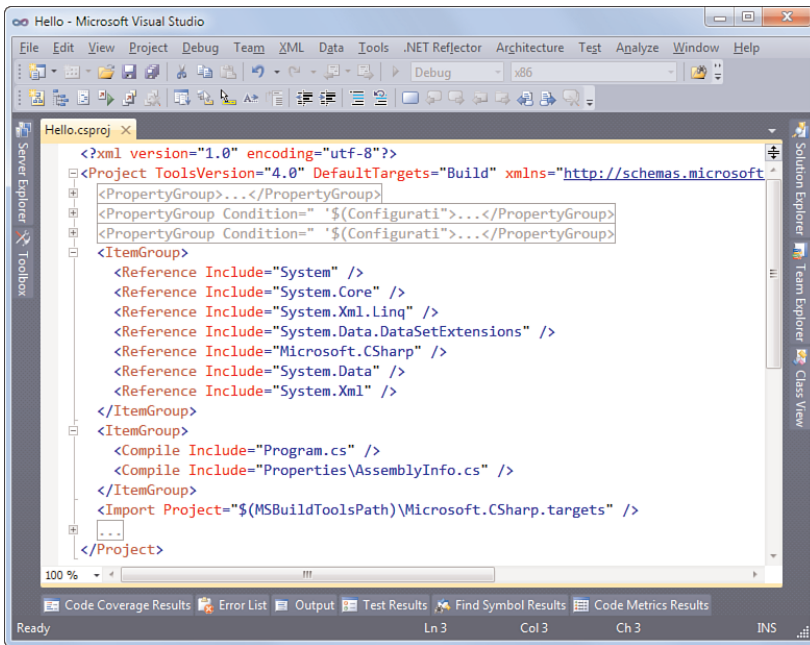 Hello - Microsoft Visual Studio
File Edit View Project Debug Team XML Data Tools .NET Reflector Architecture Test Analyze Window Help
Debug x86
Hello.csproj
Server Explorer
Toolbox
<?xml version="1.0" encoding="utf-8"?>
<Project ToolsVersion="4.0" DefaultTargets="Build" xmlns="http://schemas.microsoft
<PropertyGroup>...</PropertyGroup>
<PropertyGroup Condition=" '$(Configurati">...</PropertyGroup>
<PropertyGroup Condition=" '$(Configurati">...</PropertyGroup>
<ItemGroup>
<Reference Include="System" />
<Reference Include="System.Core" />
<Reference Include="System.Xml.Linq" />
<Reference Include="System.Data.DataSetExtensions" />
<Reference Include="Microsoft.CSharp" />
<Reference Include="System.Data" />
<Reference Include="System.Xml" />
</ItemGroup>
<ItemGroup>
<Compile Include="Program.cs" />
<Compile Include="Properties\AssemblyInfo.cs" />
</ItemGroup>
<Import Project="$(MSBuildToolsPath)\Microsoft.CSharp.targets" />
...
</Project>
Solution Explorer
Team Explorer
Class View
100 %
Code Coverage Results Error List Output Test Results Find Symbol Results Code Metrics Results
Ready Ln 3 Col 3 Ch 3 INS